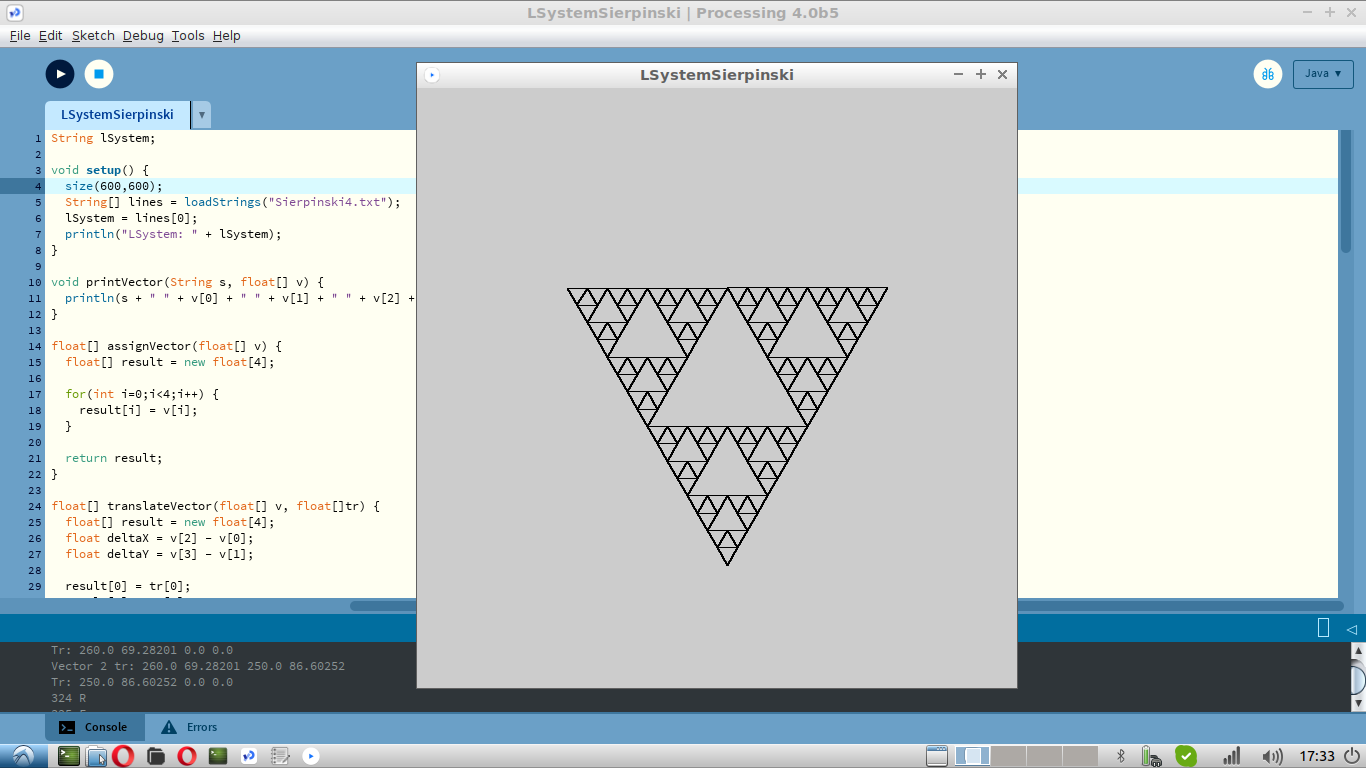 LSystemSierpinski | Processing 4.0b5
File Edit Sketch Debug Tools Help
Java ▾
LSystemSierpinski
LSystemSierpinski
1 String lSystem;
2
3 void setup() {
4 size(600,600);
5 String[] lines = loadStrings("Sierpinski4.txt");
6 lSystem = lines[0];
7 println("LSystem: " + lSystem);
8 }
9
10 void printVector(String s, float[] v) {
11 println(s + " " + v[0] + " " + v[1] + " " + v[2] +
12 }
13
14 float[] assignVector(float[] v) {
15 float[] result = new float[4];
16
17 for(int i=0;i<4;i++) {
18 result[i] = v[i];
19 }
20
21 return result;
22 }
23
24 float[] translateVector(float[] v, float[]tr) {
25 float[] result = new float[4];
26 float deltaX = v[2] - v[0];
27 float deltaY = v[3] - v[1];
28
29 result[0] = tr[0];
Tr: 260.0 69.28201 0.0 0.0
Vector 2 tr: 260.0 69.28201 250.0 86.60252
Tr: 250.0 86.60252 0.0 0.0
324 R
Console Errors
17:33